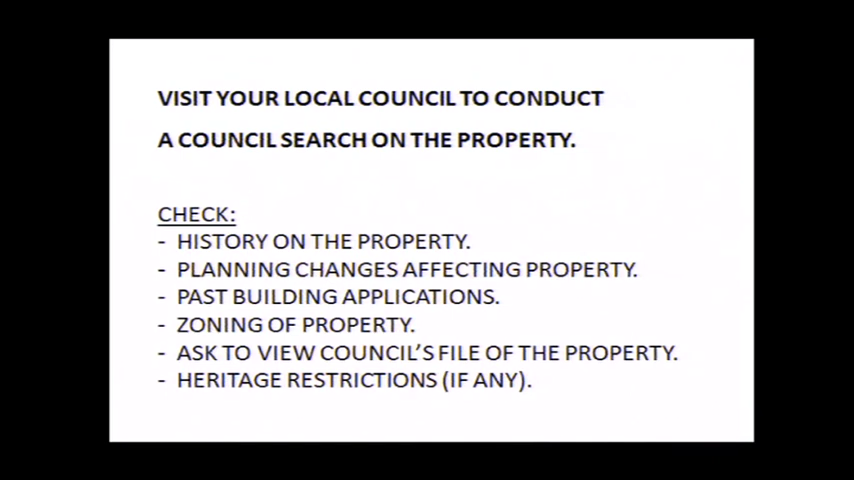 VISIT YOUR LOCAL COUNCIL TO CONDUCT
A COUNCIL SEARCH ON THE PROPERTY.
CHECK:
- HISTORY ON THE PROPERTY.
- PLANNING CHANGES AFFECTING PROPERTY.
- PAST BUILDING APPLICATIONS.
- ZONING OF PROPERTY.
- ASK TO VIEW COUNCIL’S FILE OF THE PROPERTY.
- HERITAGE RESTRICTIONS (IF ANY).